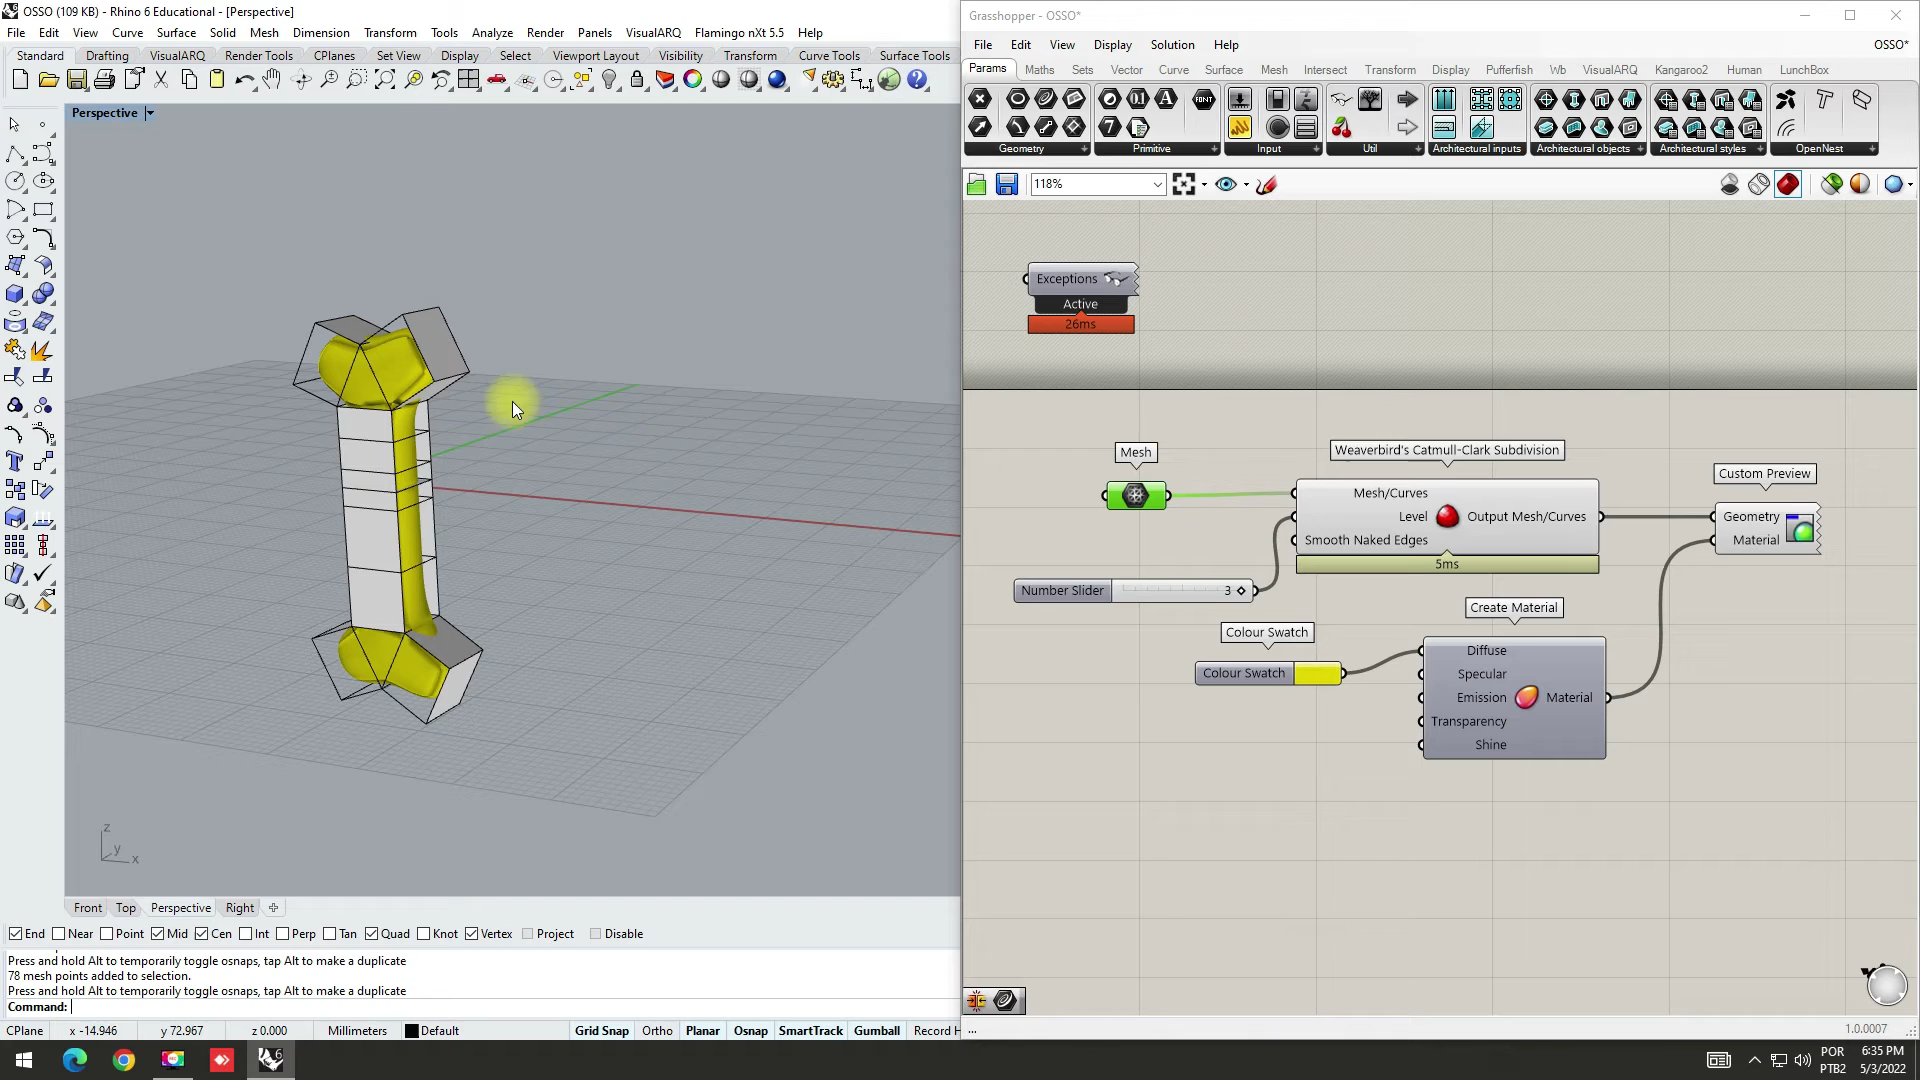 OSSO (109 KB) - Rhino 6 Educational - [Perspective]
File Edit View Curve Surface Solid Mesh Dimension Transform Tools Analyze Render Panels VisualARQ Flamingo nXt 5.5 Help
Standard Drafting VisualARQ Render Tools CPlanes Set View Display Select Viewport Layout Visibility Transform Curve Tools Surface Tools
Perspective
z
y
x
Front Top Perspective Right
End Near Point Mid Cen Int Perp Tan Quad Knot Vertex Project Disable
Press and hold Alt to temporarily toggle osnaps, tap Alt to make a duplicate
78 mesh points added to selection.
Press and hold Alt to temporarily toggle osnaps, tap Alt to make a duplicate
Command:
CPlane x -14.946 y 72.967 z 0.000 Millimeters Default Grid Snap Ortho Planar Osnap SmartTrack Gumball Record H
Grasshopper - OSSO*
File Edit View Display Solution Help OSSO*
Params Maths Sets Vector Curve Surface Mesh Intersect Transform Display Pufferfish Wb VisualARQ Kangaroo2 Human LunchBox
Geometry Primitive Input Util Architectural inputs Architectural objects Architectural styles OpenNest
118%
Exceptions
Active
26ms
Mesh
Weaverbird's Catmull-Clark Subdivision
Custom Preview
Mesh/Curves
Level
Output Mesh/Curves
Smooth Naked Edges
5ms
Geometry
Material
Number Slider 3
Create Material
Colour Swatch
Colour Swatch
Diffuse
Specular
Emission
Material
Transparency
Shine
...
1.0.0007
POR
PTB2
6:35 PM
5/3/2022